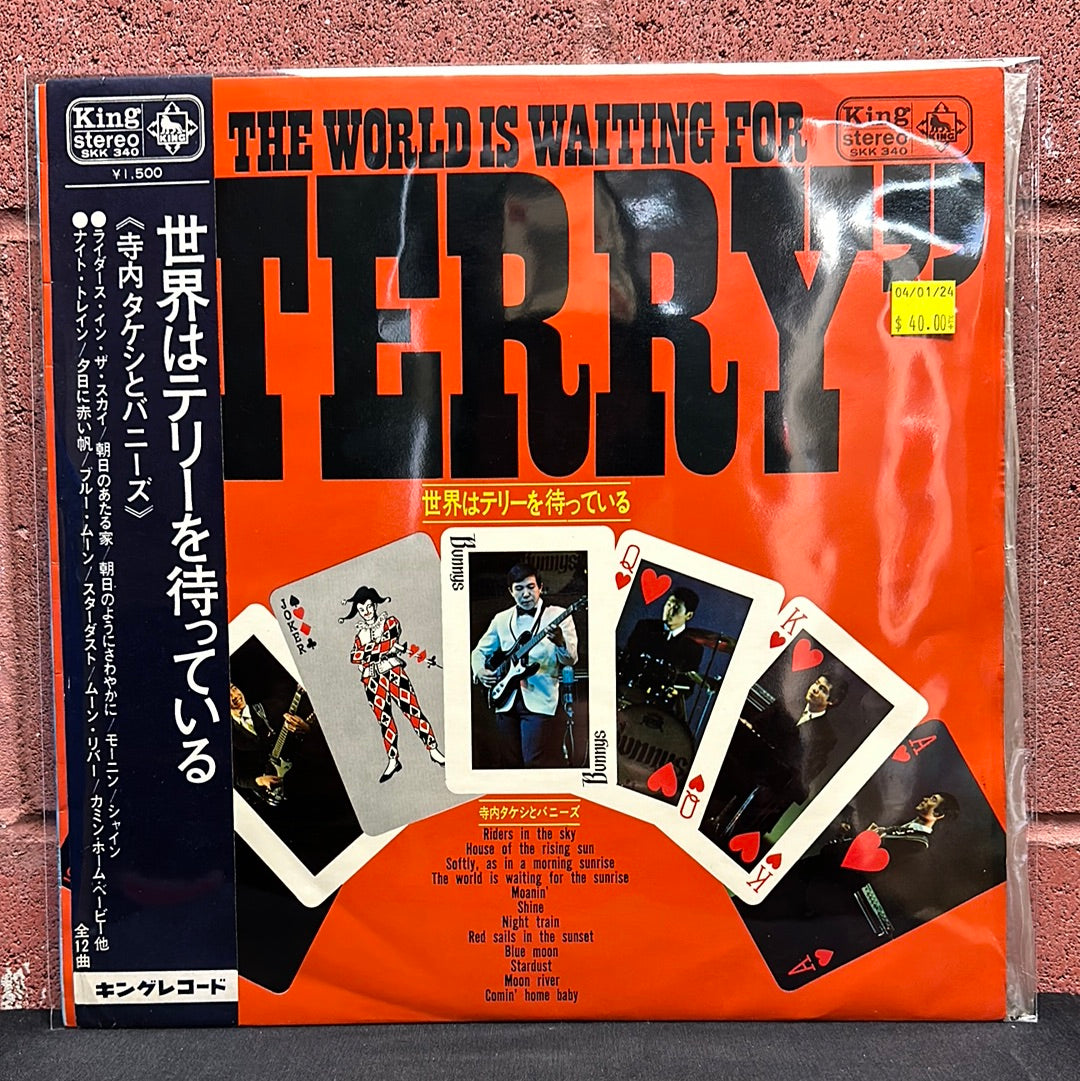 King
stereo
SKK 340
KING
¥1,500
世界はテリーを待っている
《寺内タケシとバニーズ》
●ライダース・イン・ザ・スカイ/朝日のあたる家/朝日のようにさわやかに/モーニン/シャイン
●ナイト・トレイン/夕日に赤い帆/ブルー・ムーン/スターダスト/ムーン・リバー/カミン・ホーム・ベービー他
全12曲
キングレコード
THE WORLD IS WAITING FOR
TERRY”
King
stereo
SKK 340
KING
04/01/24
$ 40.00
世界はテリーを待っている
JOKER
Bunnys
Bunnys
Bunnys
Q
Bunnys
Q
K
K
A
A
寺内タケシとバニーズ
Riders in the sky
House of the rising sun
Softly, as in a morning sunrise
The world is waiting for the sunrise
Moanin'
Shine
Night train
Red sails in the sunset
Blue moon
Stardust
Moon river
Comin' home baby